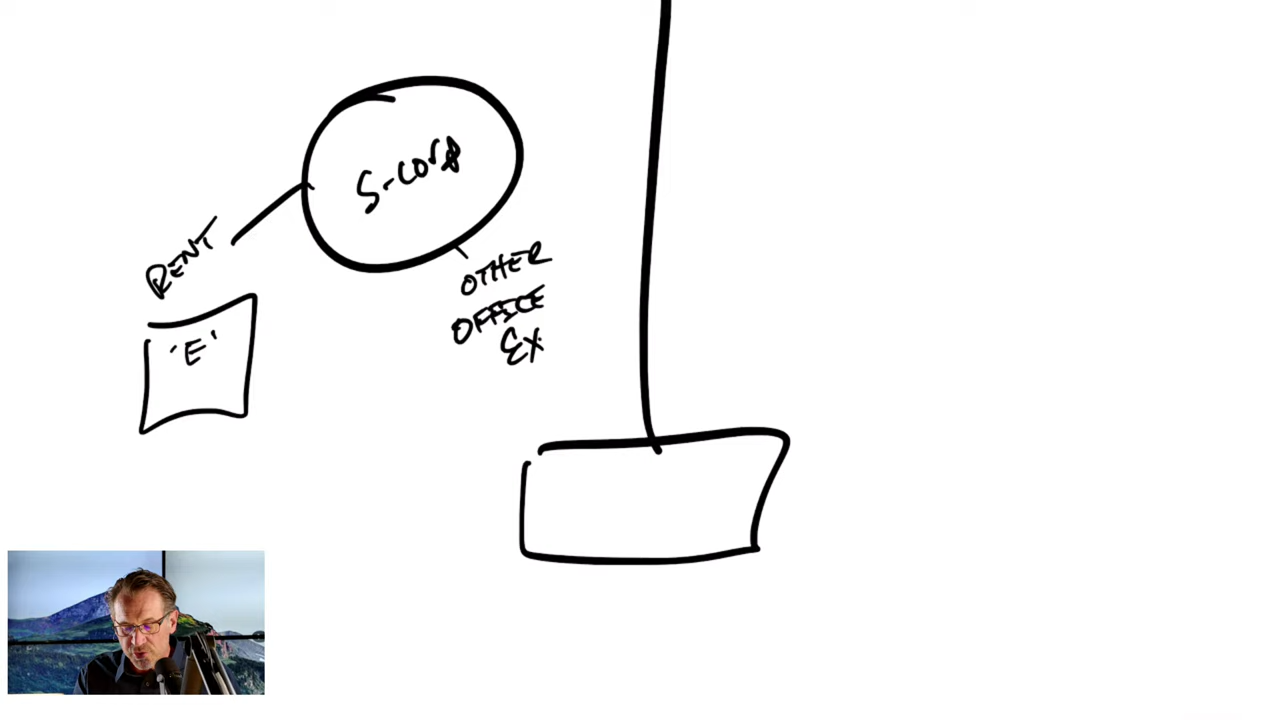 S-corp
RENT
'E'
OTHER
OFFICE
EX.